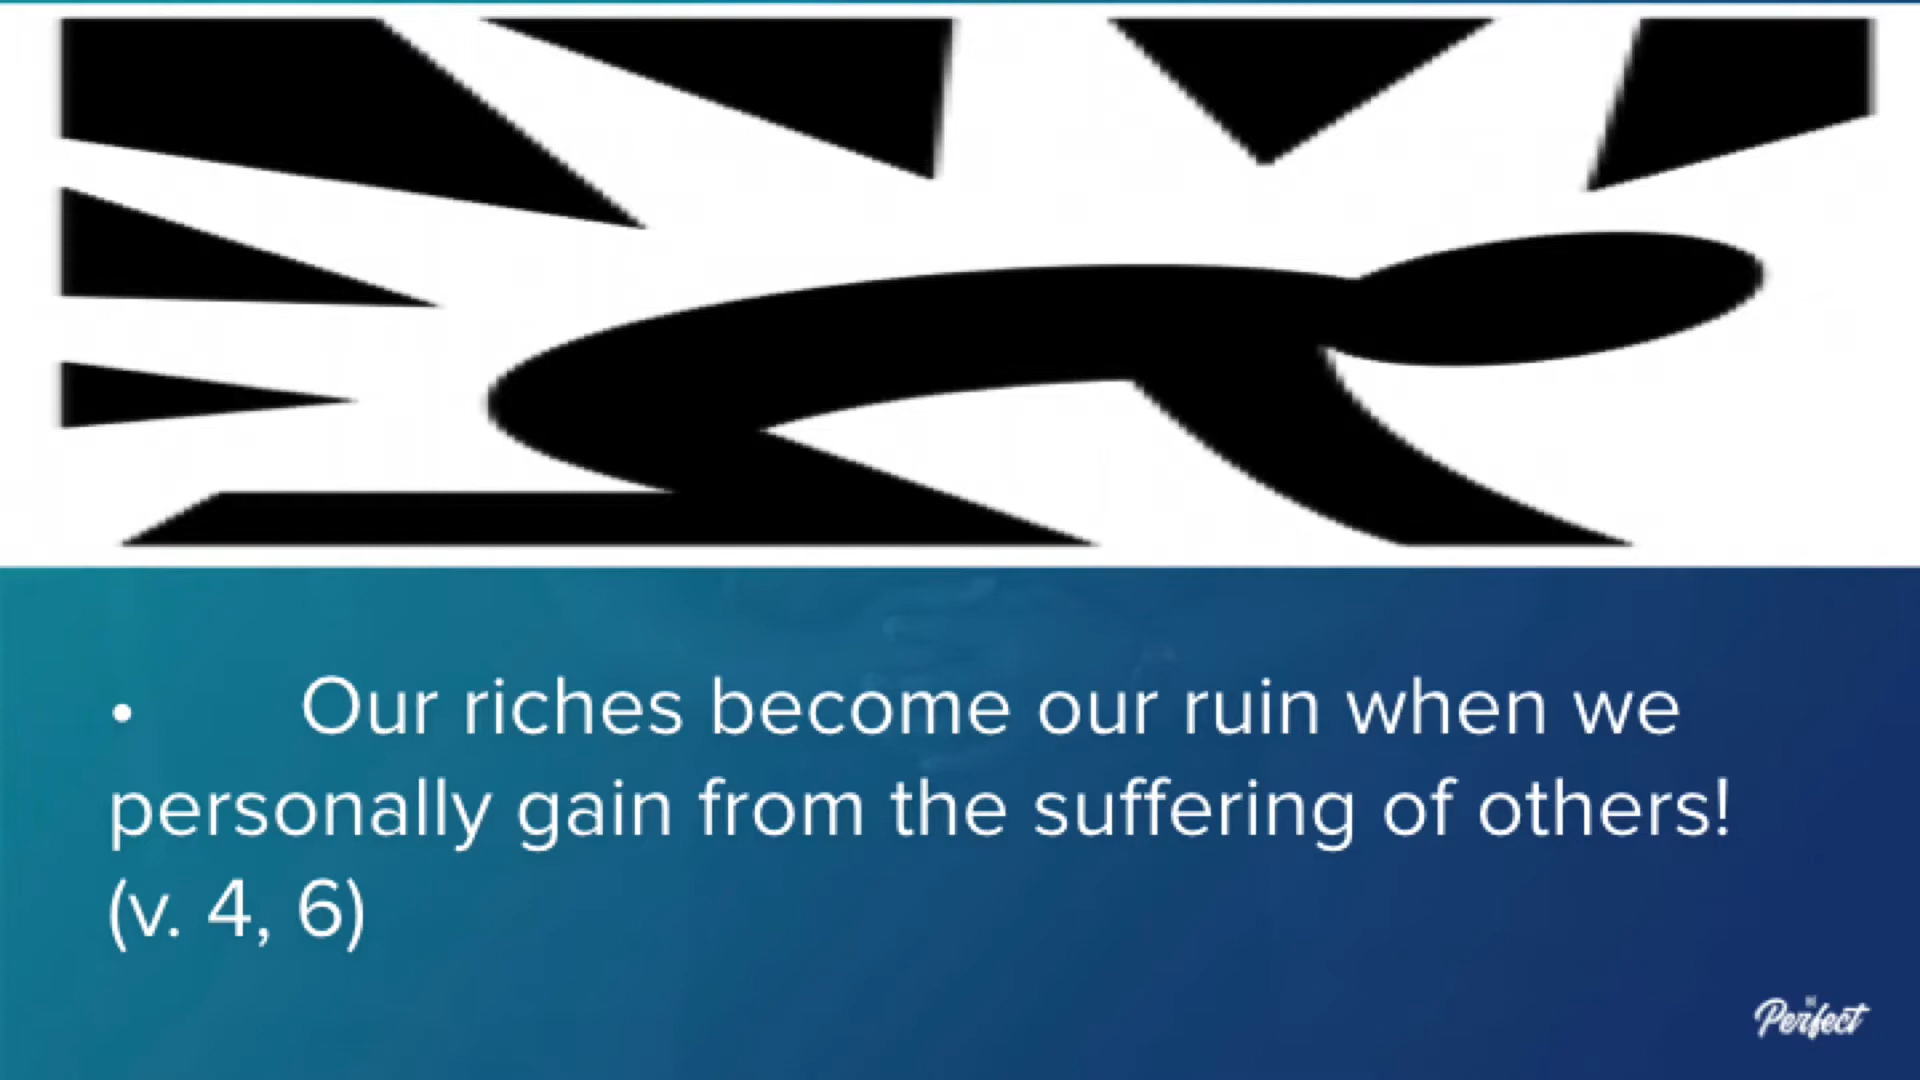 • Our riches become our ruin when we
personally gain from the suffering of others!
(v. 4, 6)
Perfect